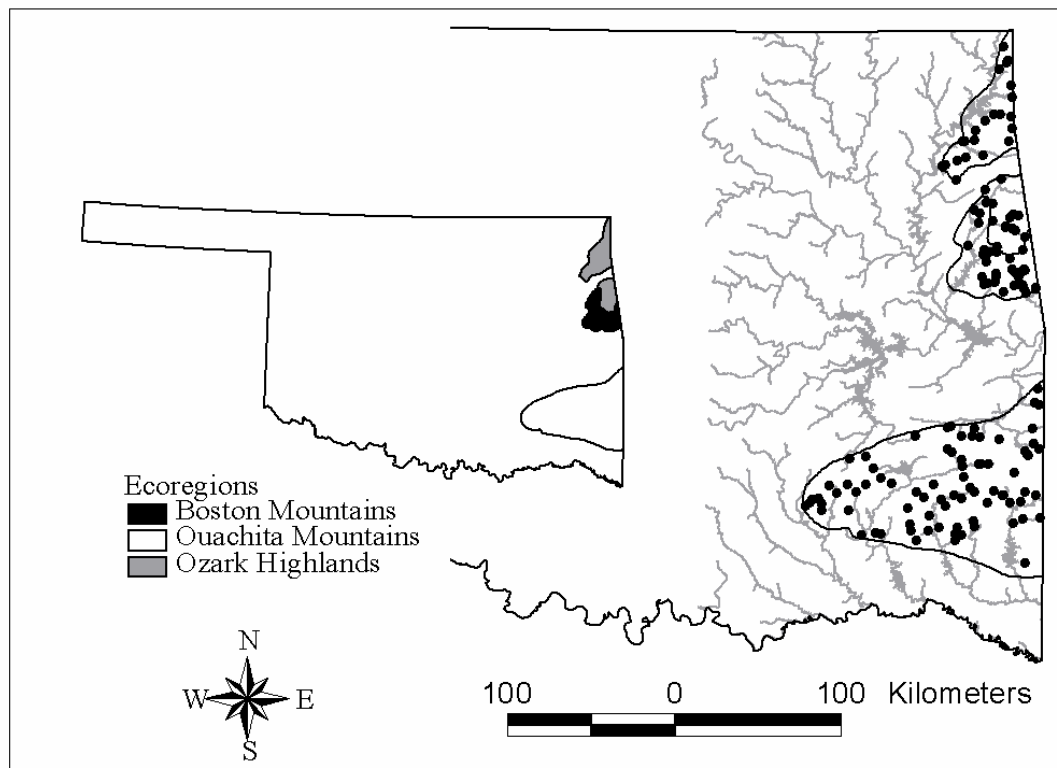 Ecoregions
Boston Mountains
Ouachita Mountains
Ozark Highlands
N
W E
S
100 0 100 Kilometers